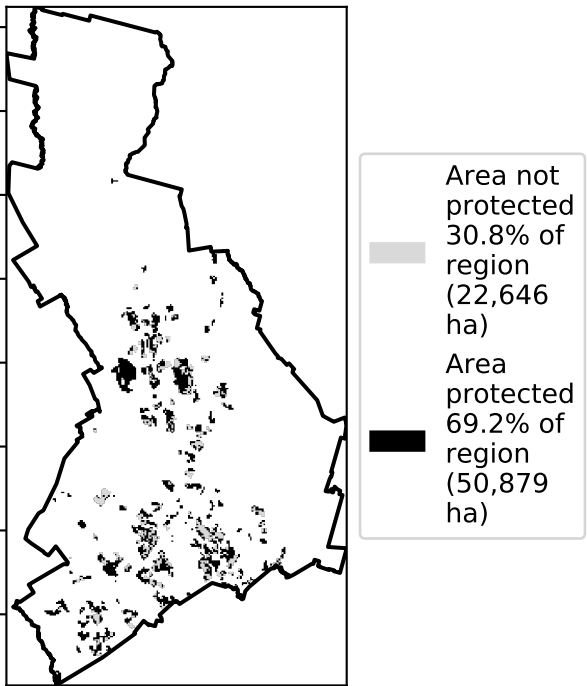 Area not
protected
30.8% of
region
(22,646
ha)
Area
protected
69.2% of
region
(50,879
ha)